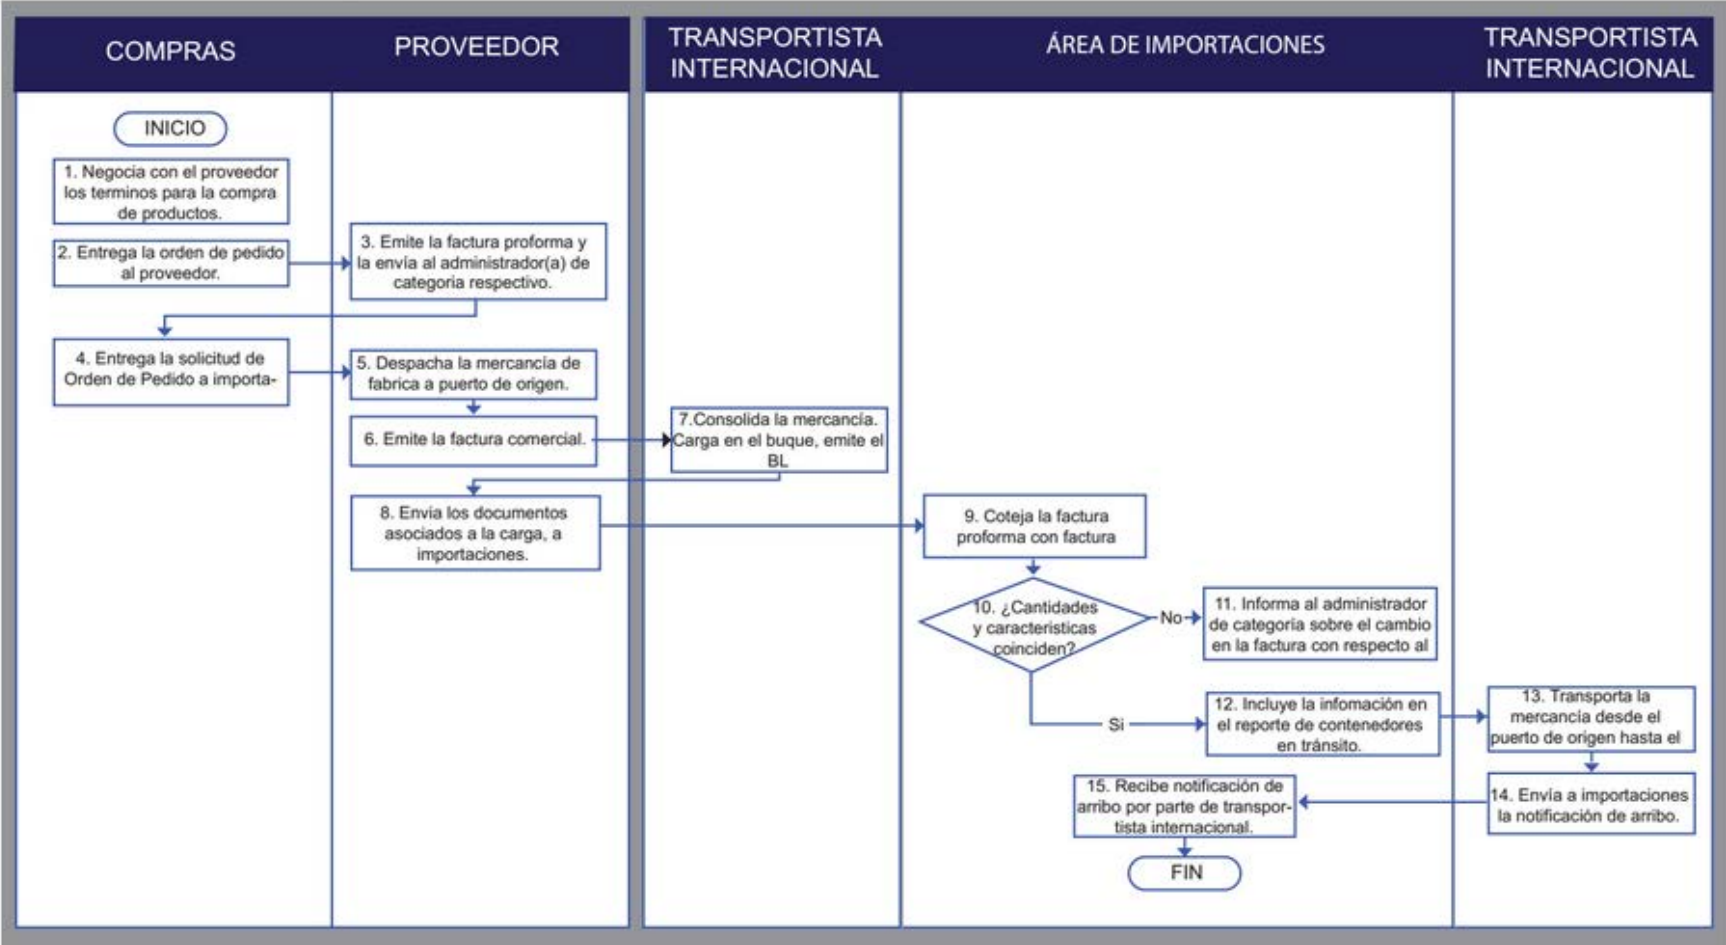 COMPRAS
PROVEEDOR
TRANSPORTISTA
INTERNACIONAL
ÁREA DE IMPORTACIONES
TRANSPORTISTA
INTERNACIONAL
INICIO
1. Negocia con el proveedor
los terminos para la compra
de productos.
2. Entrega la orden de pedido
al proveedor.
3. Emite la factura proforma y
la envía al administrador(a) de
categoria respectivo.
4. Entrega la solicitud de
Orden de Pedido a importa-
5. Despacha la mercancía de
fabrica a puerto de origen.
6. Emite la factura comercial.
7.Consolida la mercancía.
Carga en el buque, emite el
BL
8. Envia los documentos
asociados a la carga, a
importaciones.
9. Coteja la factura
proforma con factura
10. ¿Cantidades
y caracteristicas
coinciden?
No
11. Informa al administrador
de categoría sobre el cambio
en la factura con respecto al
Si
12. Incluye la infomación en
el reporte de contenedores
en tránsito.
13. Transporta la
mercancía desde el
puerto de origen hasta el
14. Envía a importaciones
la notificación de arribo.
15. Recibe notificación de
arribo por parte de transpor-
tista internacional.
FIN